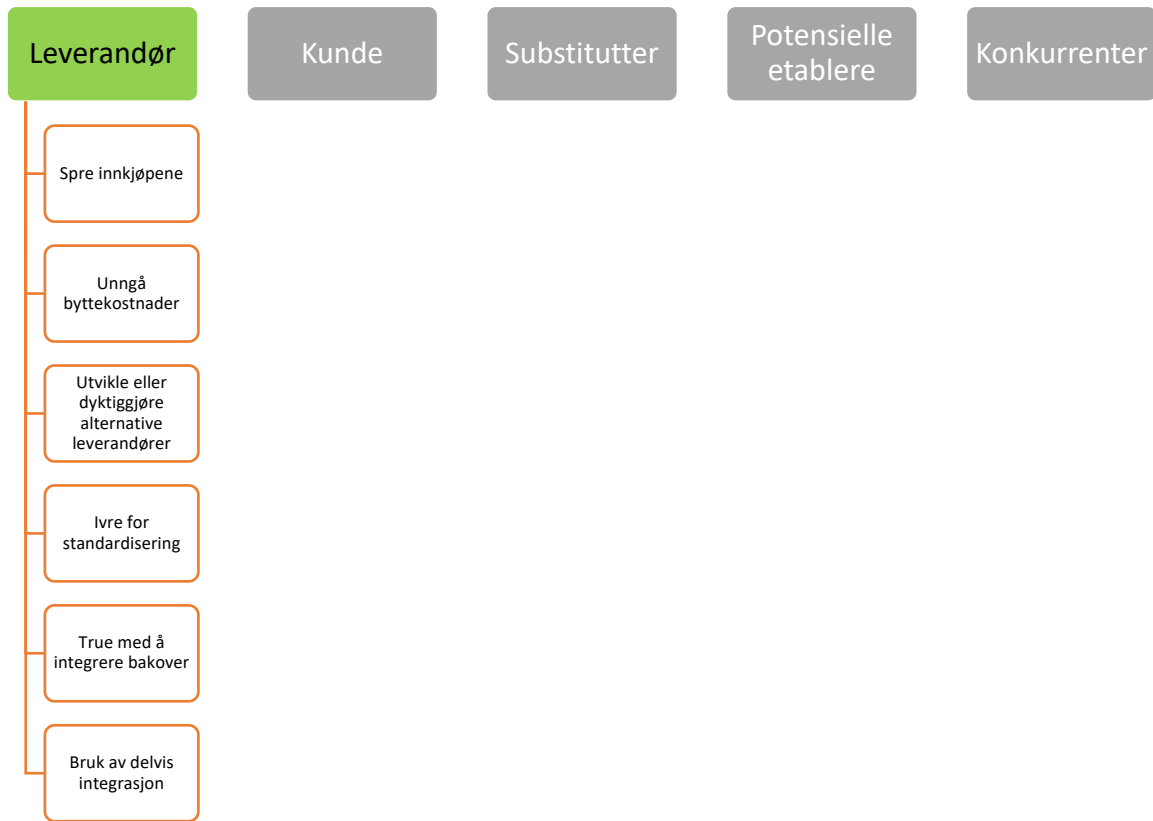 Leverandør
Kunde
Substitutter
Potensielle
etablere
Konkurrenter
Spre innkjøpene
Unngå
byttekostnader
Utvikle eller
dyktiggjøre
alternative
leverandører
Ivre for
standardisering
True med å
integrere bakover
Bruk av delvis
integrasjon